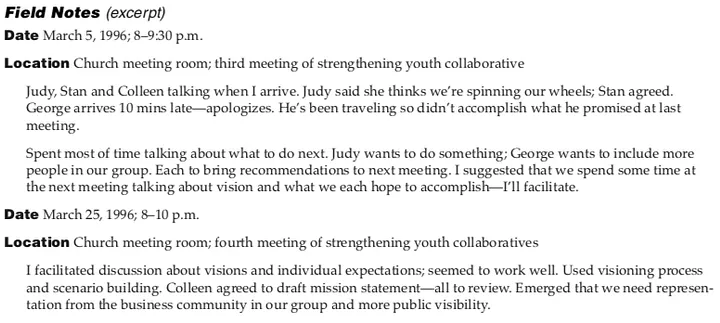 Field Notes (excerpt)
Date March 5, 1996; 8–9:30 p.m.
Location Church meeting room; third meeting of strengthening youth collaborative
Judy, Stan and Colleen talking when I arrive. Judy said she thinks we're spinning our wheels; Stan agreed.
George arrives 10 mins late—apologizes. He's been traveling so didn't accomplish what he promised at last
meeting.
Spent most of time talking about what to do next. Judy wants to do something; George wants to include more
people in our group. Each to bring recommendations to next meeting. I suggested that we spend some time at
the next meeting talking about vision and what we each hope to accomplish—I'll facilitate.
Date March 25, 1996; 8–10 p.m.
Location Church meeting room; fourth meeting of strengthening youth collaboratives
I facilitated discussion about visions and individual expectations; seemed to work well. Used visioning process
and scenario building. Colleen agreed to draft mission statement—all to review. Emerged that we need represen-
tation from the business community in our group and more public visibility.